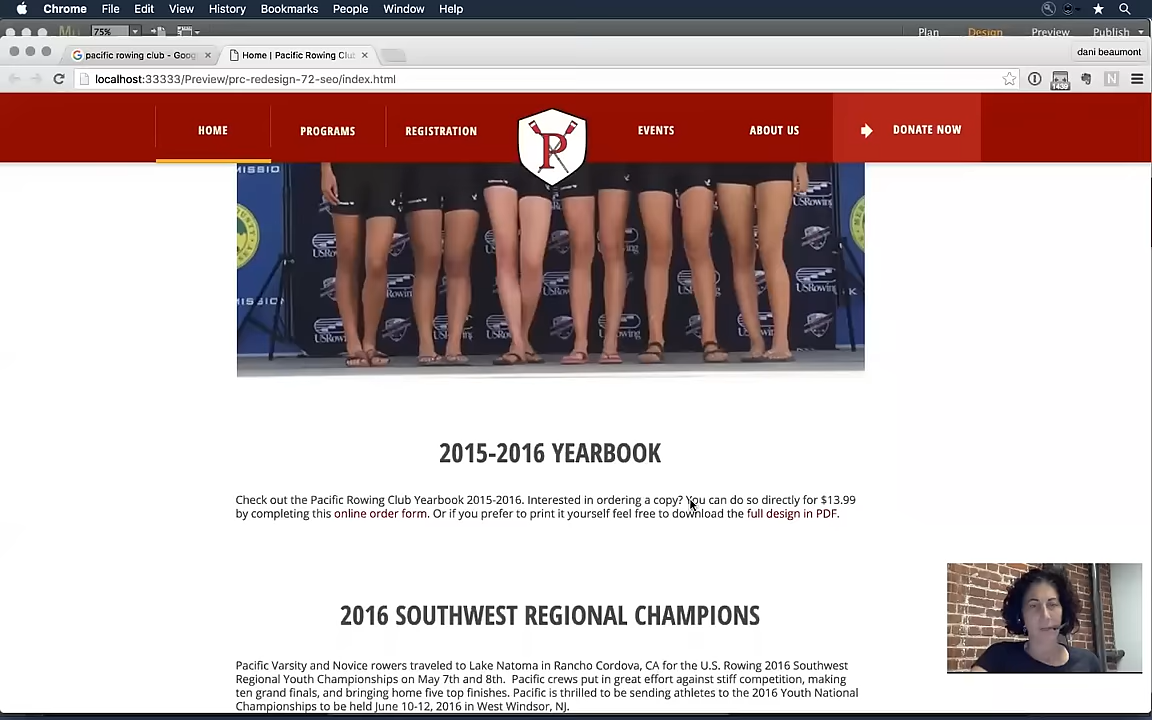 Chrome File Edit View History Bookmarks People Window Help
75% Plan Design Preview Publish
pacific rowing club - Goog Home | Pacific Rowing Clu dani beaumont
localhost:33333/Preview/prc-redesign-72-seo/index.html
1439
HOME PROGRAMS REGISTRATION P EVENTS ABOUT US DONATE NOW
MISSION
USRowing
MISSION
2015-2016 YEARBOOK
Check out the Pacific Rowing Club Yearbook 2015-2016. Interested in ordering a copy? You can do so directly for $13.99
by completing this online order form. Or if you prefer to print it yourself feel free to download the full design in PDF.
2016 SOUTHWEST REGIONAL CHAMPIONS
Pacific Varsity and Novice rowers traveled to Lake Natoma in Rancho Cordova, CA for the U.S. Rowing 2016 Southwest
Regional Youth Championships on May 7th and 8th. Pacific crews put in great effort against stiff competition, making
ten grand finals, and bringing home five top finishes. Pacific is thrilled to be sending athletes to the 2016 Youth National
Championships to be held June 10-12, 2016 in West Windsor, NJ.